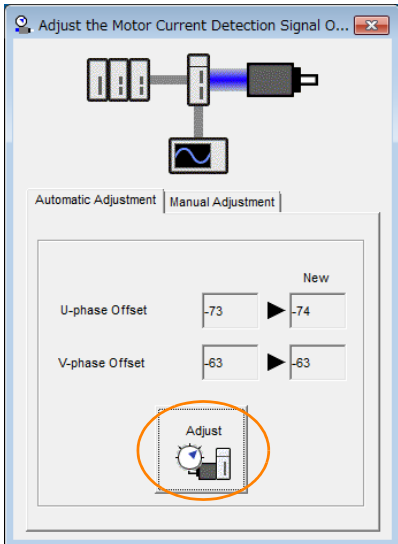 Adjust the Motor Current Detection Signal O...
Automatic Adjustment
Manual Adjustment
New
U-phase Offset
-73
-74
V-phase Offset
-63
-63
Adjust